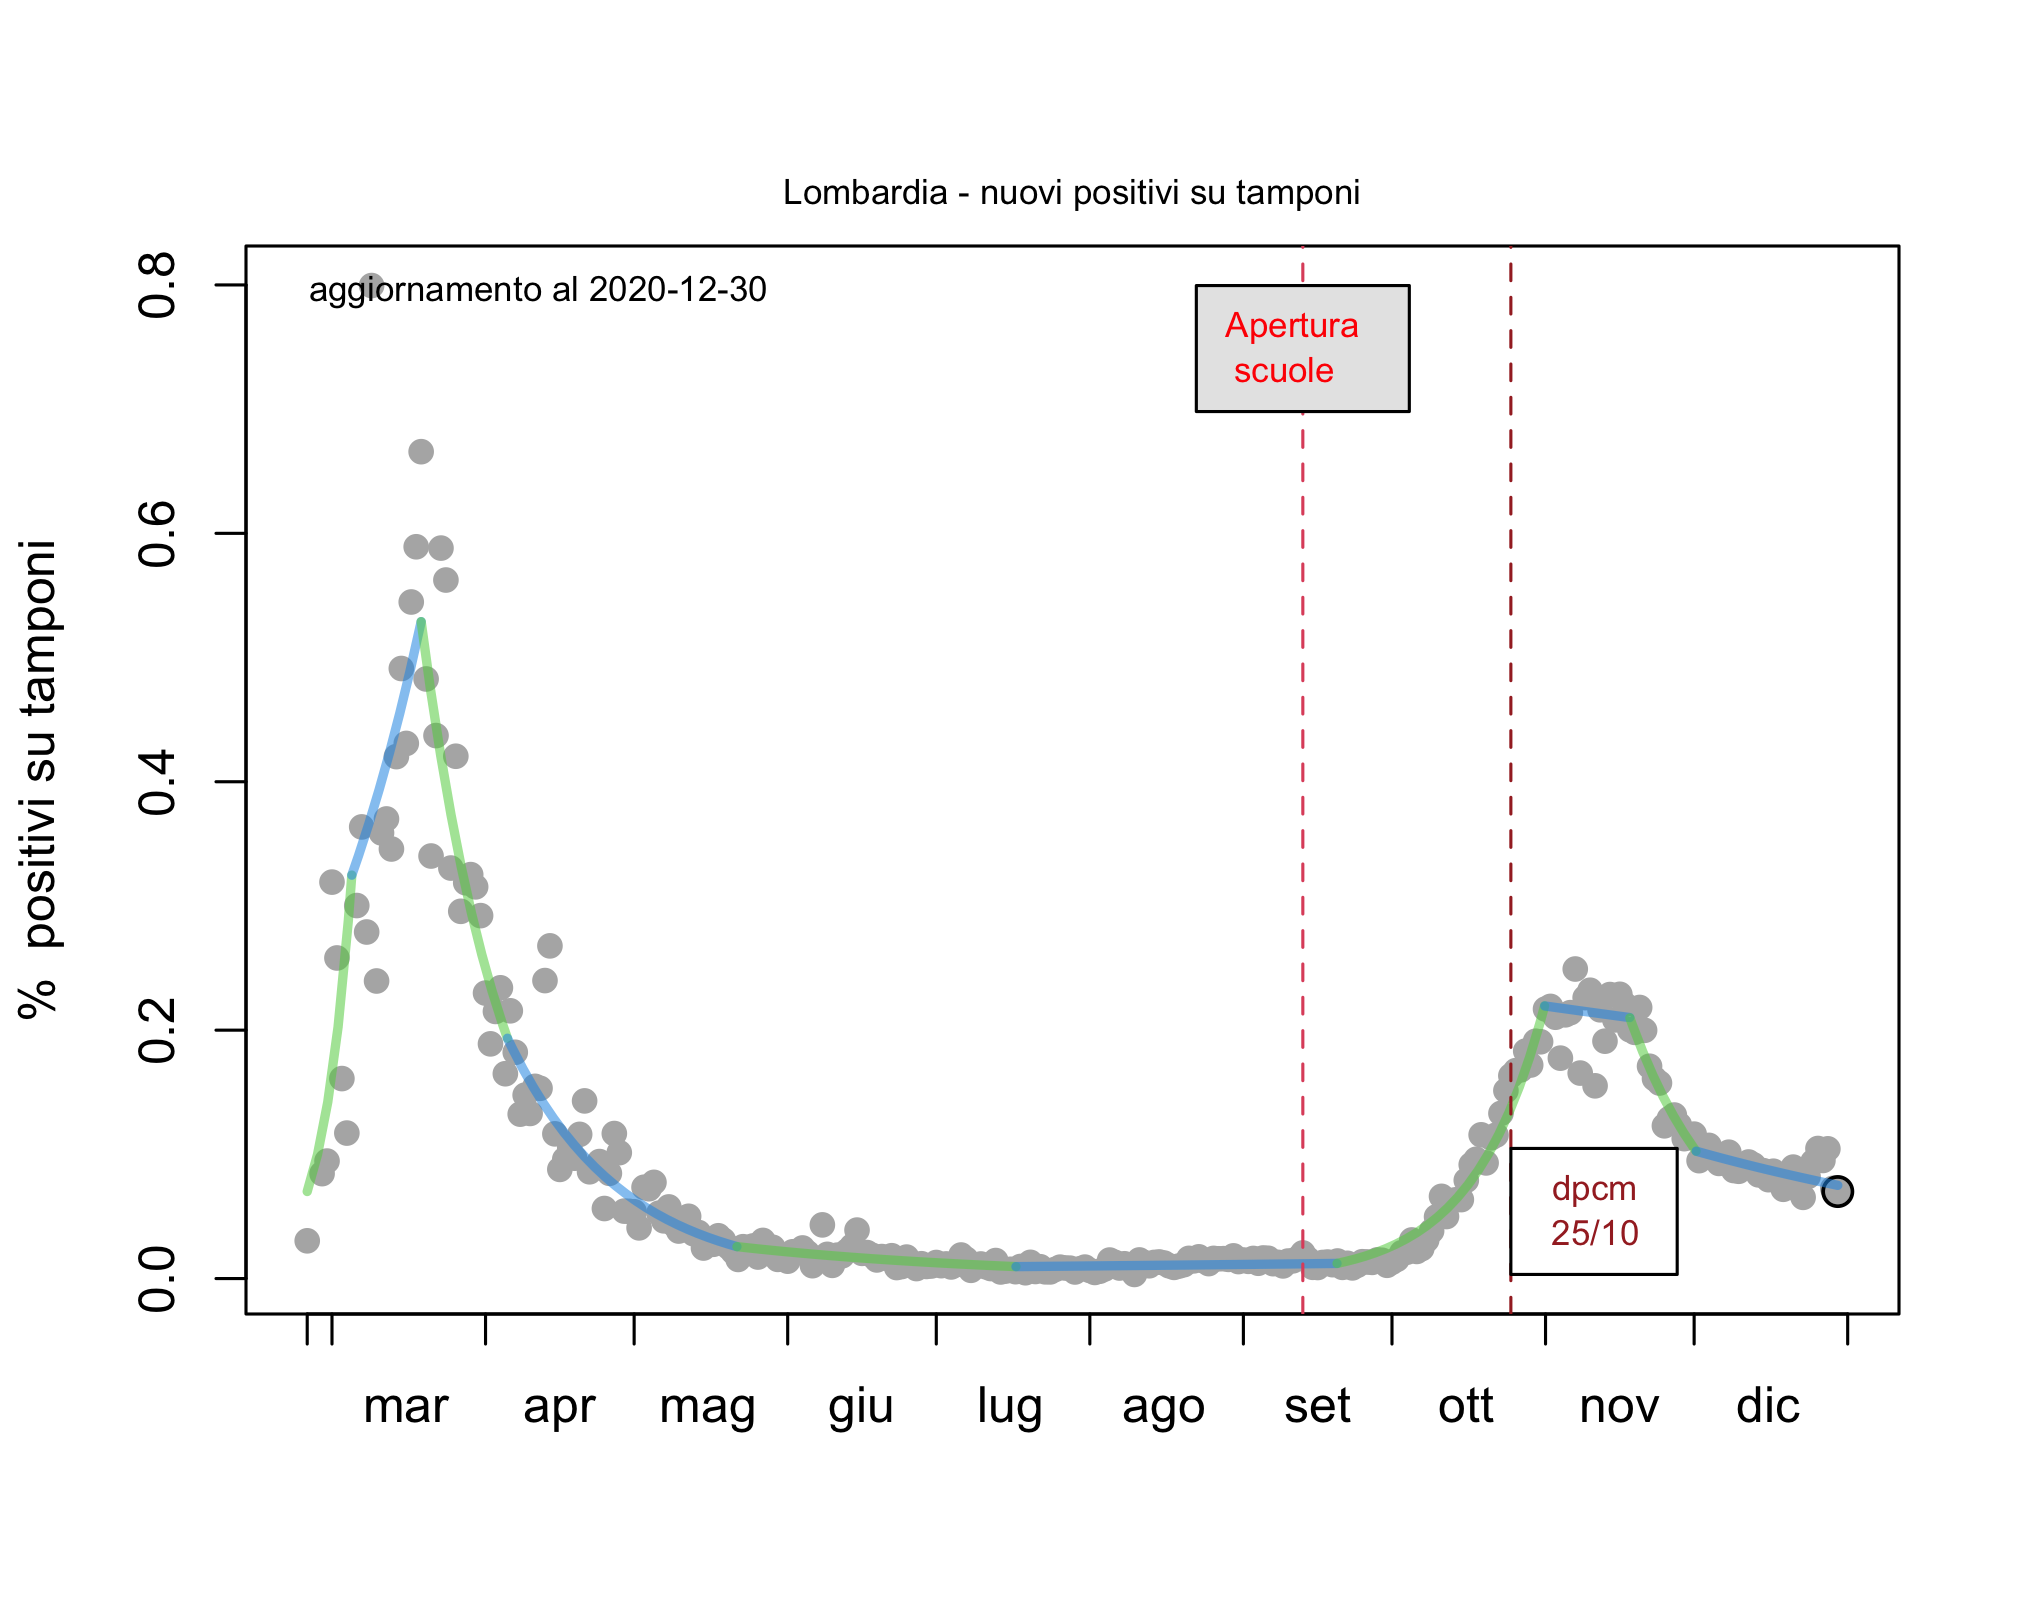 Lombardia - nuovi positivi su tamponi
aggiornamento al 2020-12-30
Apertura
scuole
dpcm
25/10
% positivi su tamponi
0.8
0.6
0.4
0.2
0.0
mar apr mag giu lug ago set ott nov dic